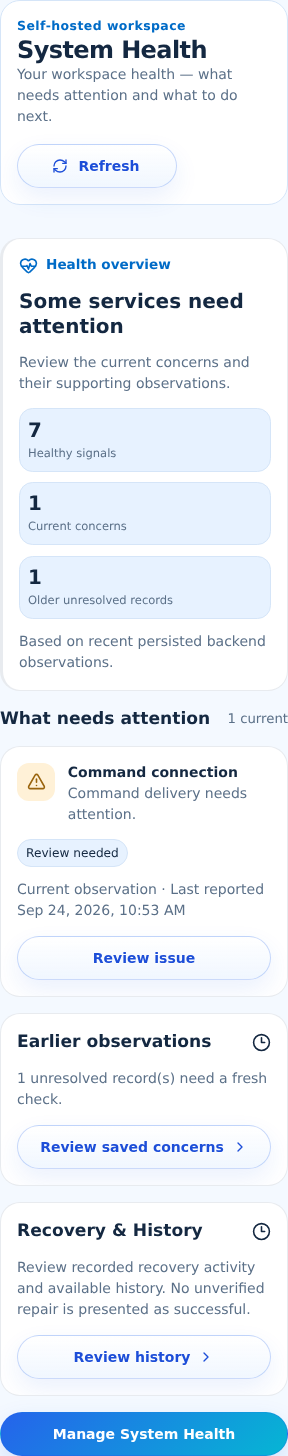 Self-hosted workspace
System Health
Your workspace health — what
needs attention and what to do
next.
Refresh
Health overview
Some services need
attention
Review the current concerns and
their supporting observations.
7
Healthy signals
1
Current concerns
1
Older unresolved records
Based on recent persisted backend
observations.
What needs attention 1 current
Command connection
Command delivery needs
attention.
Review needed
Current observation · Last reported
Sep 24, 2026, 10:53 AM
Review issue
Earlier observations
1 unresolved record(s) need a fresh
check.
Review saved concerns
Recovery & History
Review recorded recovery activity
and available history. No unverified
repair is presented as successful.
Review history
Manage System Health